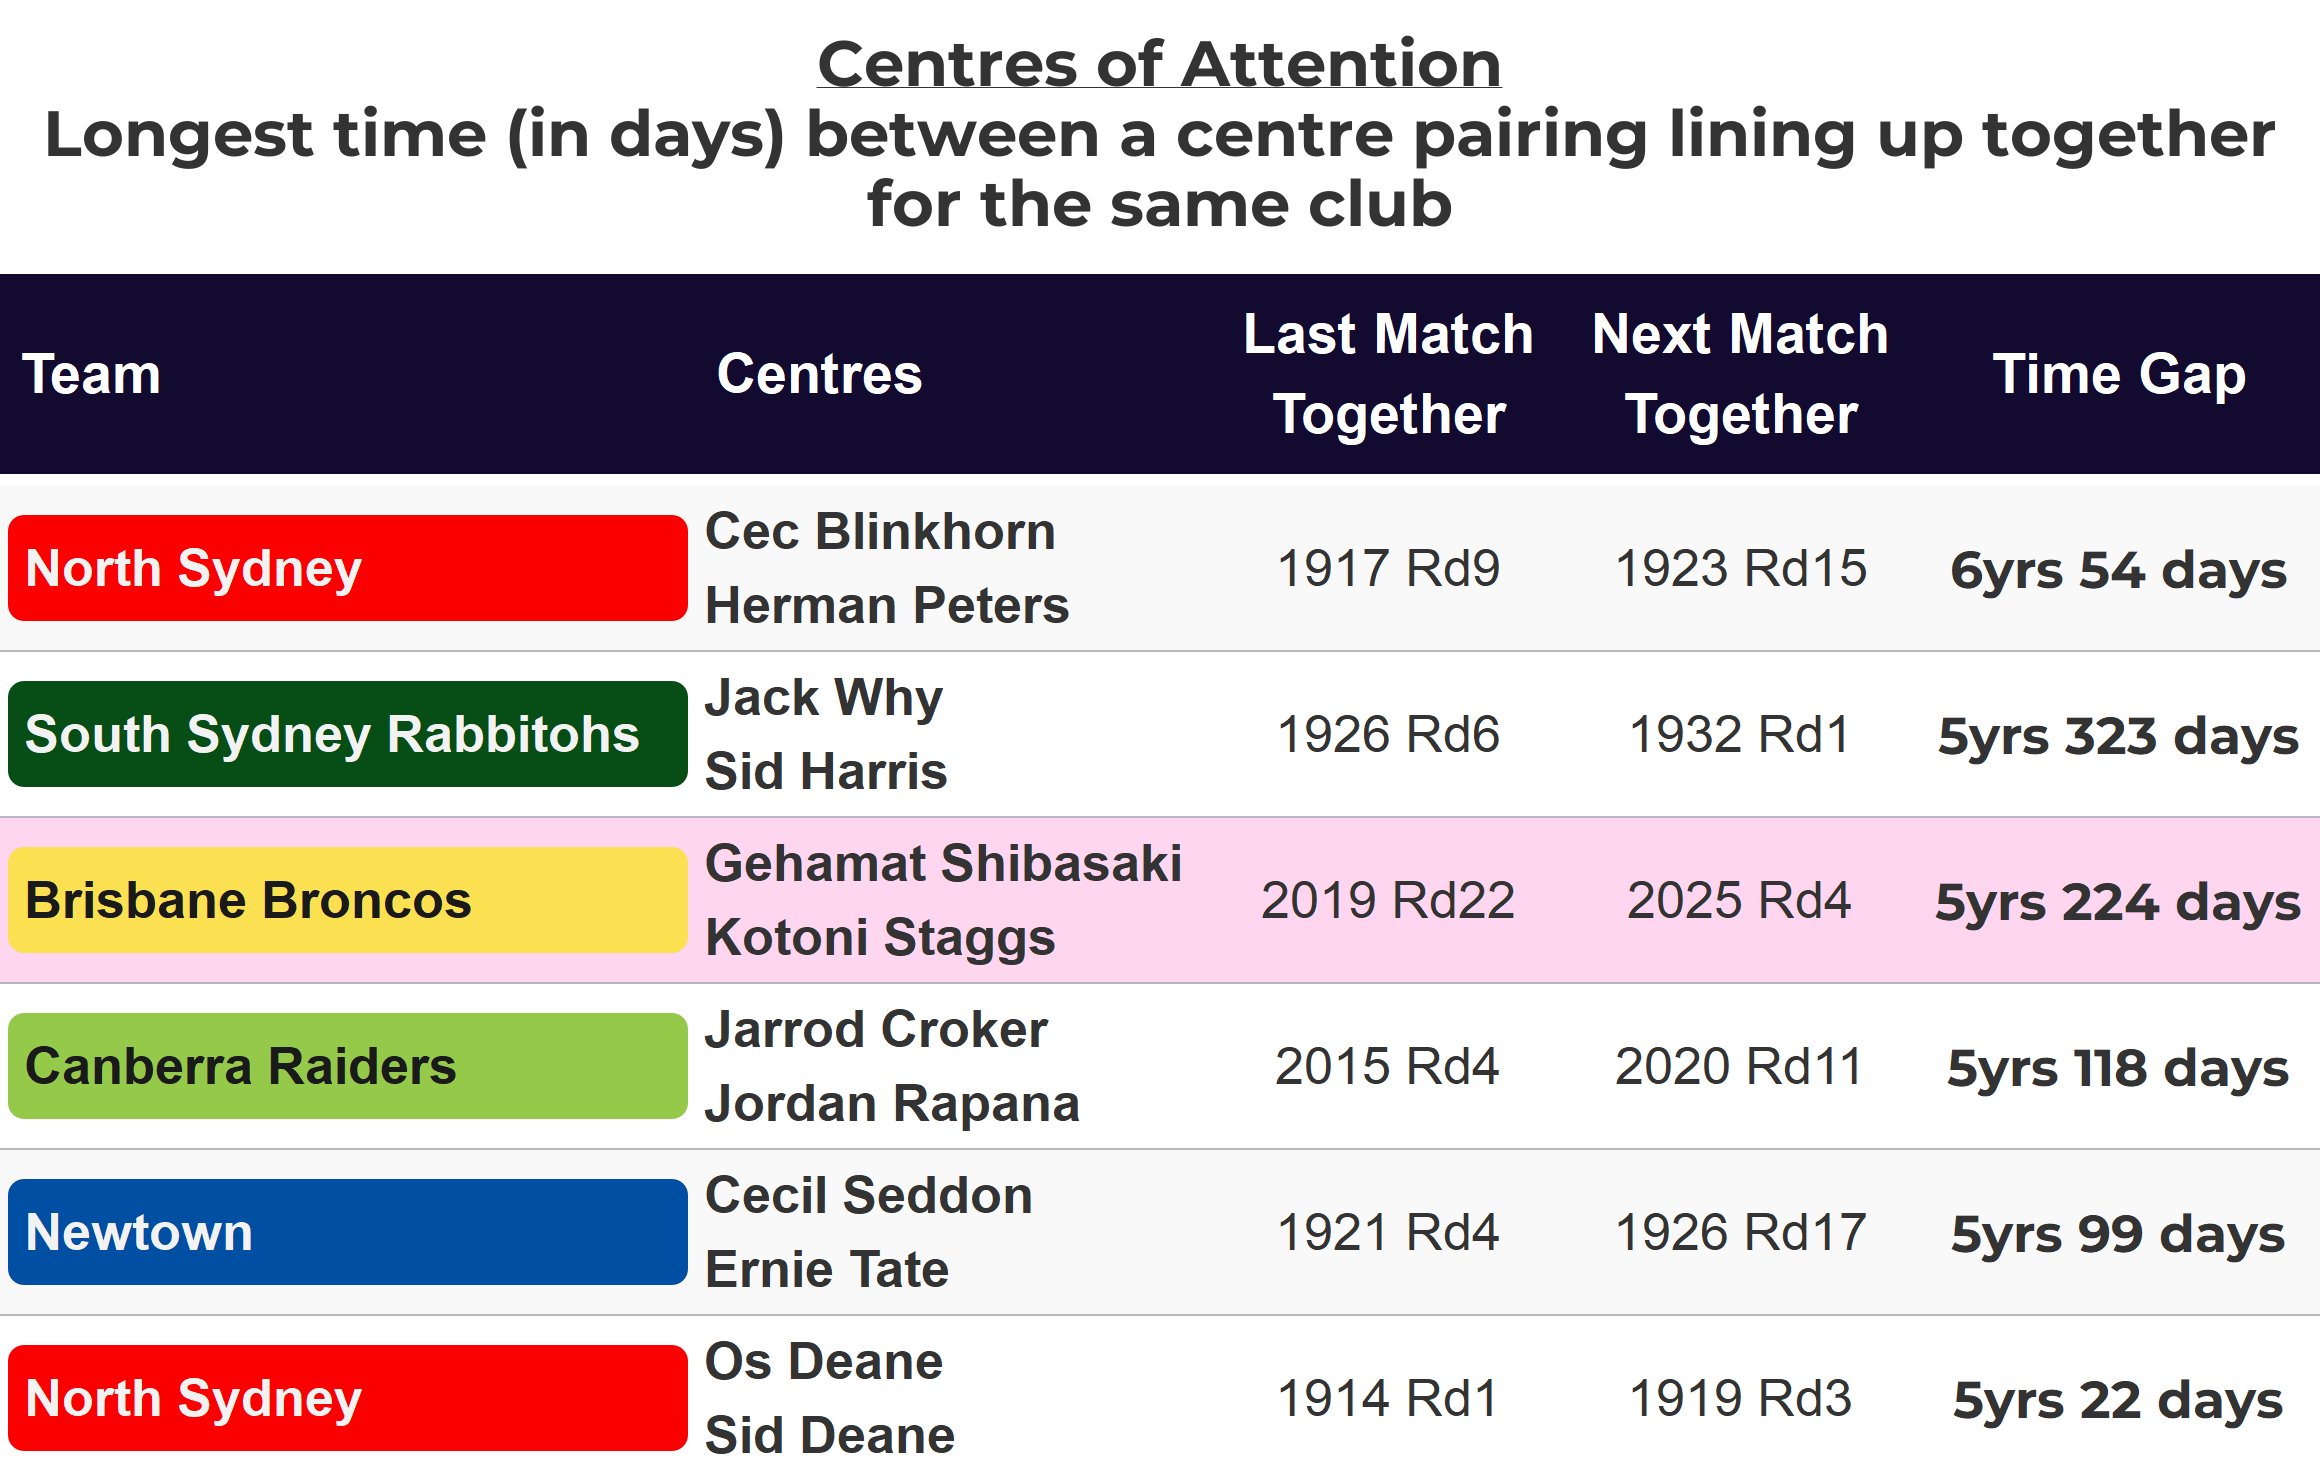 Centres of Attention
Longest time (in days) between a centre pairing lining up together
for the same club
Team Centres Last Match Together Next Match Together Time Gap
North Sydney Cec Blinkhorn Herman Peters 1917 Rd9 1923 Rd15 6yrs 54 days
South Sydney Rabbitohs Jack Why Sid Harris 1926 Rd6 1932 Rd1 5yrs 323 days
Brisbane Broncos Gehamat Shibasaki Kotoni Staggs 2019 Rd22 2025 Rd4 5yrs 224 days
Canberra Raiders Jarrod Croker Jordan Rapana 2015 Rd4 2020 Rd11 5yrs 118 days
Newtown Cecil Seddon Ernie Tate 1921 Rd4 1926 Rd17 5yrs 99 days
North Sydney Os Deane Sid Deane 1914 Rd1 1919 Rd3 5yrs 22 days